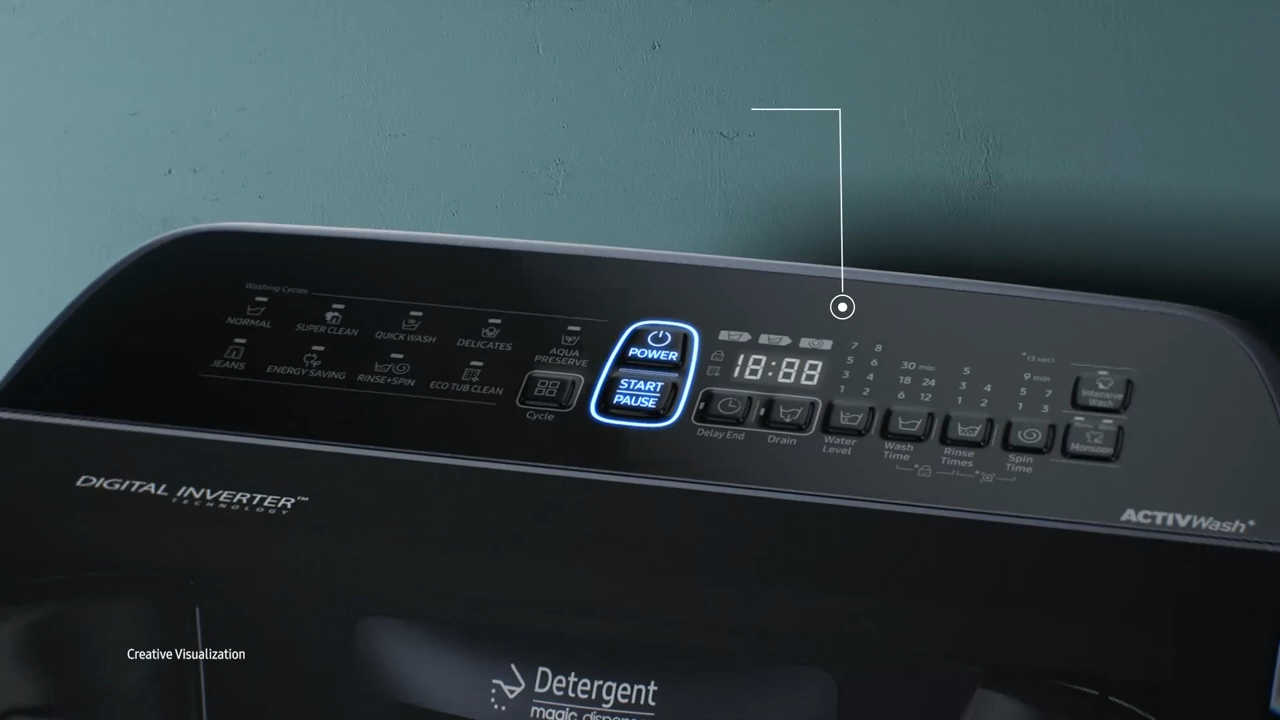 Washing Cycles
NORMAL
SUPER CLEAN
QUICK WASH
DELICATES
AQUA
PRESERVE
JEANS
ENERGY SAVING
RINSE+SPIN
ECO TUB CLEAN
Cycle
POWER
START
PAUSE
18:88
Delay End
Drain
7 8
5 6
3 4
1 2
Water
Level
30 min
18 24
6 12
Wash
Time
5
3 4
1 2
Rinse
Times
*(3 sec)
9 min
5 7
1 3
Spin
Time
Intensive
Wash
Monsoon
DIGITAL INVERTER™
TECHNOLOGY
ACTIVWash+
Creative Visualization
Detergent
magic